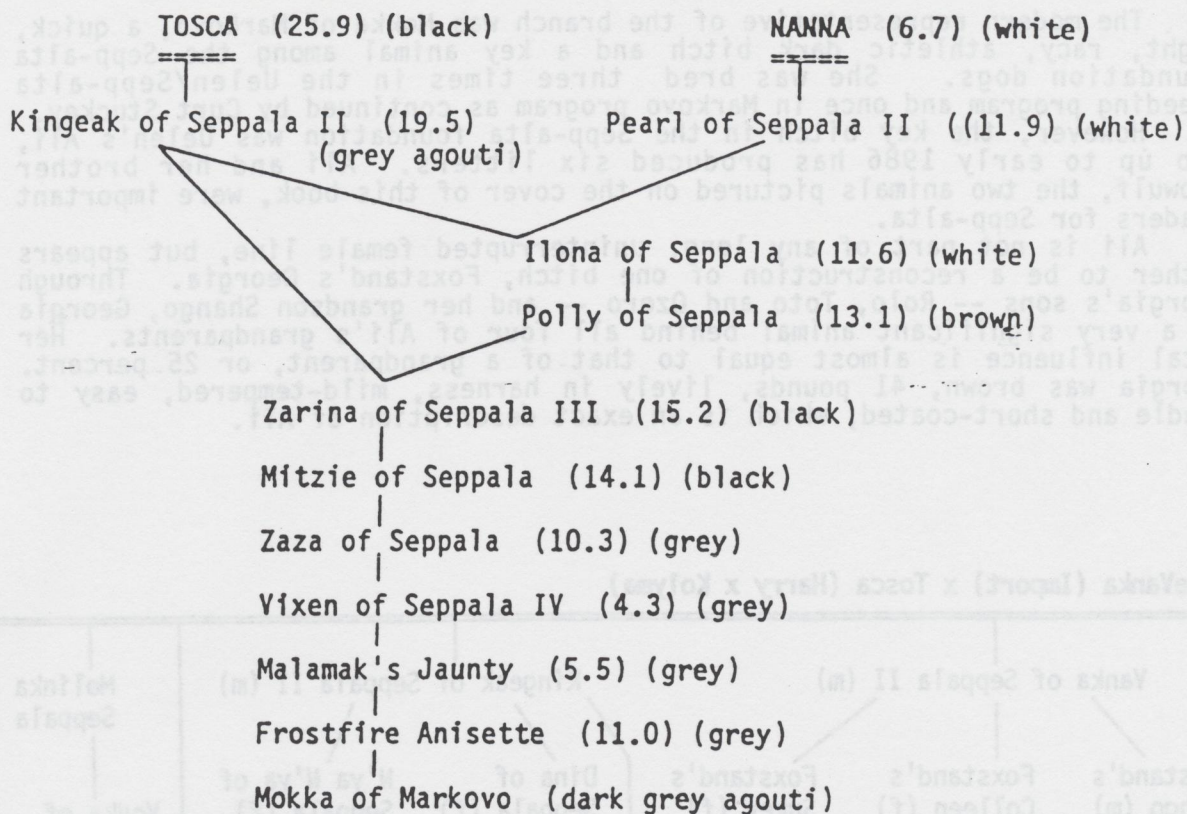 TOSCA (25.9) (black) NANNA (6.7) (white)
Kingeak of Seppala II (19.5) Pearl of Seppala II (11.9) (white)
(grey agouti)
Ilona of Seppala (11.6) (white)
Polly of Seppala (13.1) (brown)
Zarina of Seppala III (15.2) (black)
Mitzie of Seppala (14.1) (black)
Zaza of Seppala (10.3) (grey)
Vixen of Seppala IV (4.3) (grey)
Malamak's Jaunty (5.5) (grey)
Frostfire Anisette (11.0) (grey)
Mokka of Markovo (dark grey agouti)